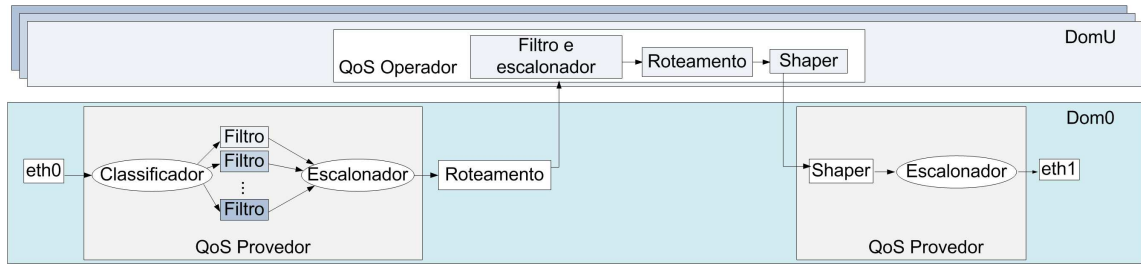 DomU
Filtro e
escalonador
QoS Operador
Roteamento
Shaper
Dom0
eth0
Classificador
Filtro
Filtro
⋮
Filtro
Escalonador
Roteamento
QoS Provedor
Shaper
Escalonador
eth1
QoS Provedor